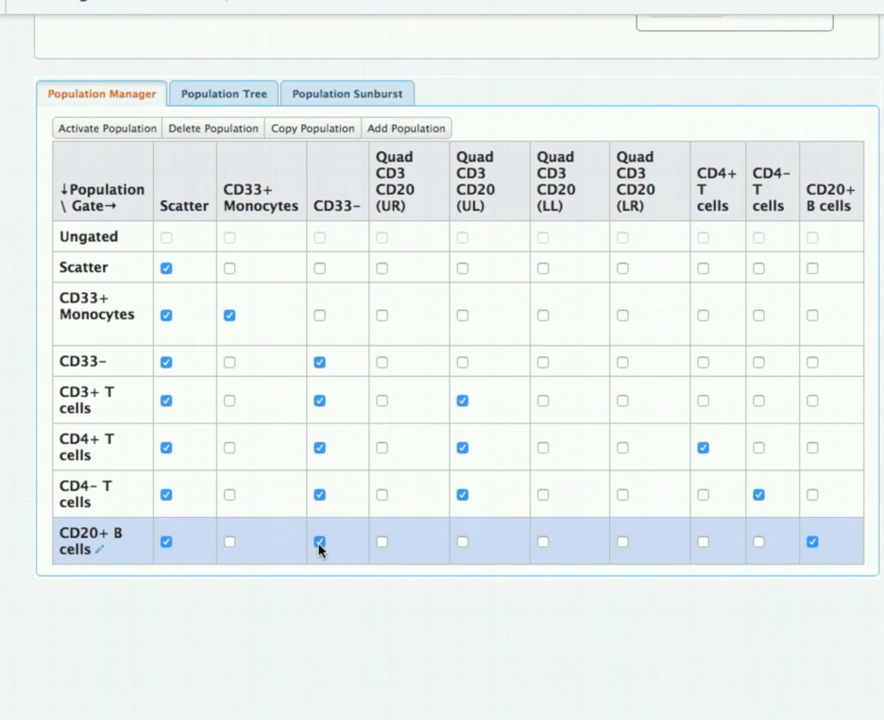 Population Manager Population Tree Population Sunburst
Activate Population Delete Population Copy Population Add Population
↓Population \ Gate→
Scatter
CD33+ Monocytes
CD33−
Quad CD3 CD20 (UR)
Quad CD3 CD20 (UL)
Quad CD3 CD20 (LL)
Quad CD3 CD20 (LR)
CD4+ T cells
CD4− T cells
CD20+ B cells
Ungated
Scatter
CD33+
Monocytes
CD33−
CD3+ T
cells
CD4+ T
cells
CD4− T
cells
CD20+ B
cells